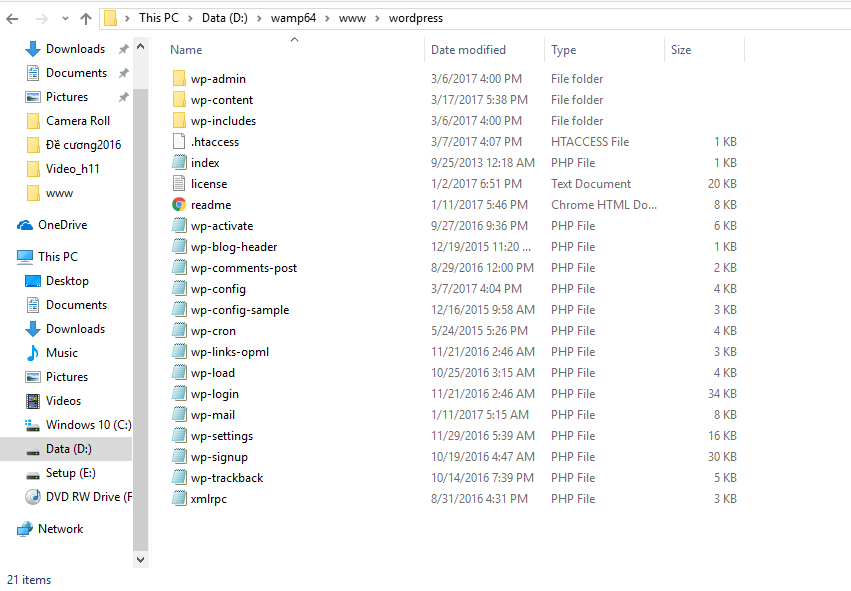 This PC > Data (D:) > wamp64 > www > wordpress
Downloads
Documents
Pictures
Camera Roll
Đề cương2016
Video_h11
www
OneDrive
This PC
Desktop
Documents
Downloads
Music
Pictures
Videos
Windows 10 (C:)
Data (D:)
Setup (E:)
DVD RW Drive (F
Network
Name Date modified Type Size
wp-admin 3/6/2017 4:00 PM File folder
wp-content 3/17/2017 5:38 PM File folder
wp-includes 3/6/2017 4:00 PM File folder
.htaccess 3/7/2017 4:07 PM HTACCESS File 1 KB
index 9/25/2013 12:18 AM PHP File 1 KB
license 1/2/2017 6:51 PM Text Document 20 KB
readme 1/11/2017 5:46 PM Chrome HTML Do... 8 KB
wp-activate 9/27/2016 9:36 PM PHP File 6 KB
wp-blog-header 12/19/2015 11:20 ... PHP File 1 KB
wp-comments-post 8/29/2016 12:00 PM PHP File 2 KB
wp-config 3/7/2017 4:04 PM PHP File 4 KB
wp-config-sample 12/16/2015 9:58 AM PHP File 3 KB
wp-cron 5/24/2015 5:26 PM PHP File 4 KB
wp-links-opml 11/21/2016 2:46 AM PHP File 3 KB
wp-load 10/25/2016 3:15 AM PHP File 4 KB
wp-login 11/21/2016 2:46 AM PHP File 34 KB
wp-mail 1/11/2017 5:15 AM PHP File 8 KB
wp-settings 11/29/2016 5:39 AM PHP File 16 KB
wp-signup 10/19/2016 4:47 AM PHP File 30 KB
wp-trackback 10/14/2016 7:39 PM PHP File 5 KB
xmlrpc 8/31/2016 4:31 PM PHP File 3 KB
21 items